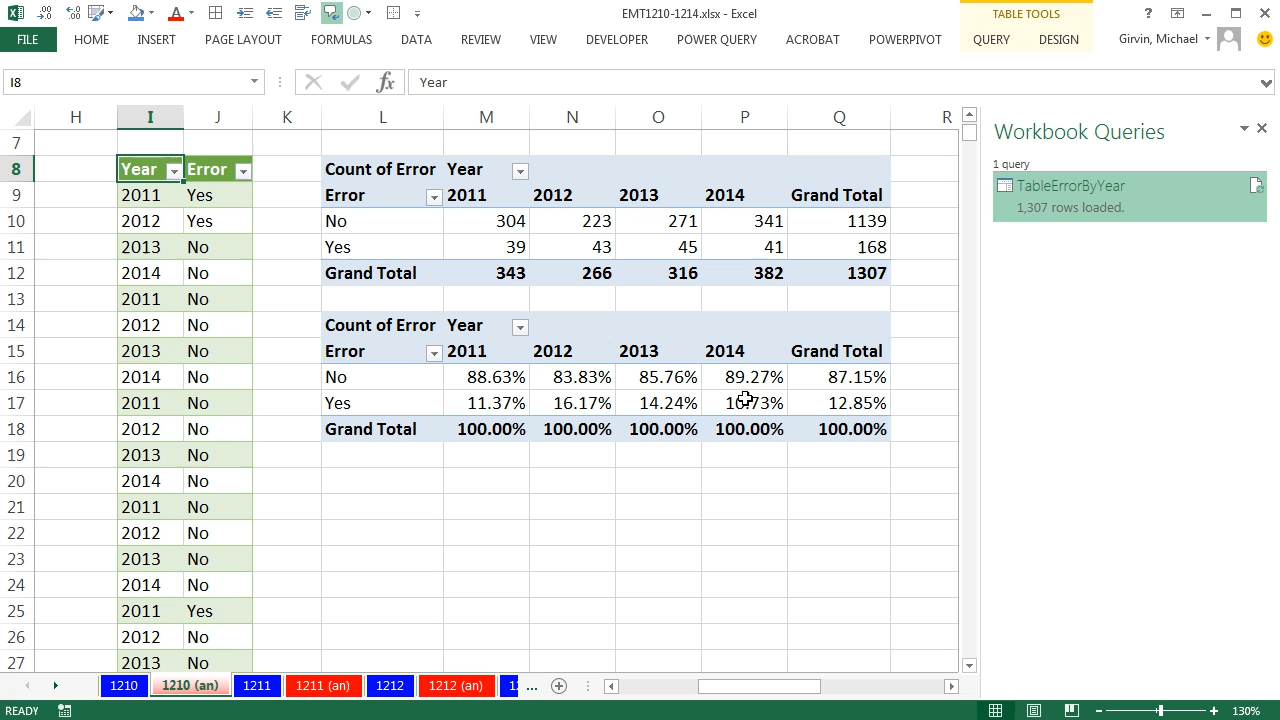 EMT1210-1214.xlsx - Excel
TABLE TOOLS
FILE HOME INSERT PAGE LAYOUT FORMULAS DATA REVIEW VIEW DEVELOPER POWER QUERY ACROBAT POWERPIVOT QUERY DESIGN Girvin, Michael
I8 fx Year
H I J K L M N O P Q R
7
8 Year Error Count of Error Year
9 2011 Yes Error 2011 2012 2013 2014 Grand Total
10 2012 Yes No 304 223 271 341 1139
11 2013 No Yes 39 43 45 41 168
12 2014 No Grand Total 343 266 316 382 1307
13 2011 No
14 2012 No Count of Error Year
15 2013 No Error 2011 2012 2013 2014 Grand Total
16 2014 No No 88.63% 83.83% 85.76% 89.27% 87.15%
17 2011 No Yes 11.37% 16.17% 14.24% 10.73% 12.85%
18 2012 No Grand Total 100.00% 100.00% 100.00% 100.00% 100.00%
19 2013 No
20 2014 No
21 2011 No
22 2012 No
23 2013 No
24 2014 No
25 2011 Yes
26 2012 No
27 2013 No
Workbook Queries
1 query
TableErrorByYear
1,307 rows loaded.
1210 1210 (an) 1211 1211 (an) 1212 1212 (an) ...
READY 130%